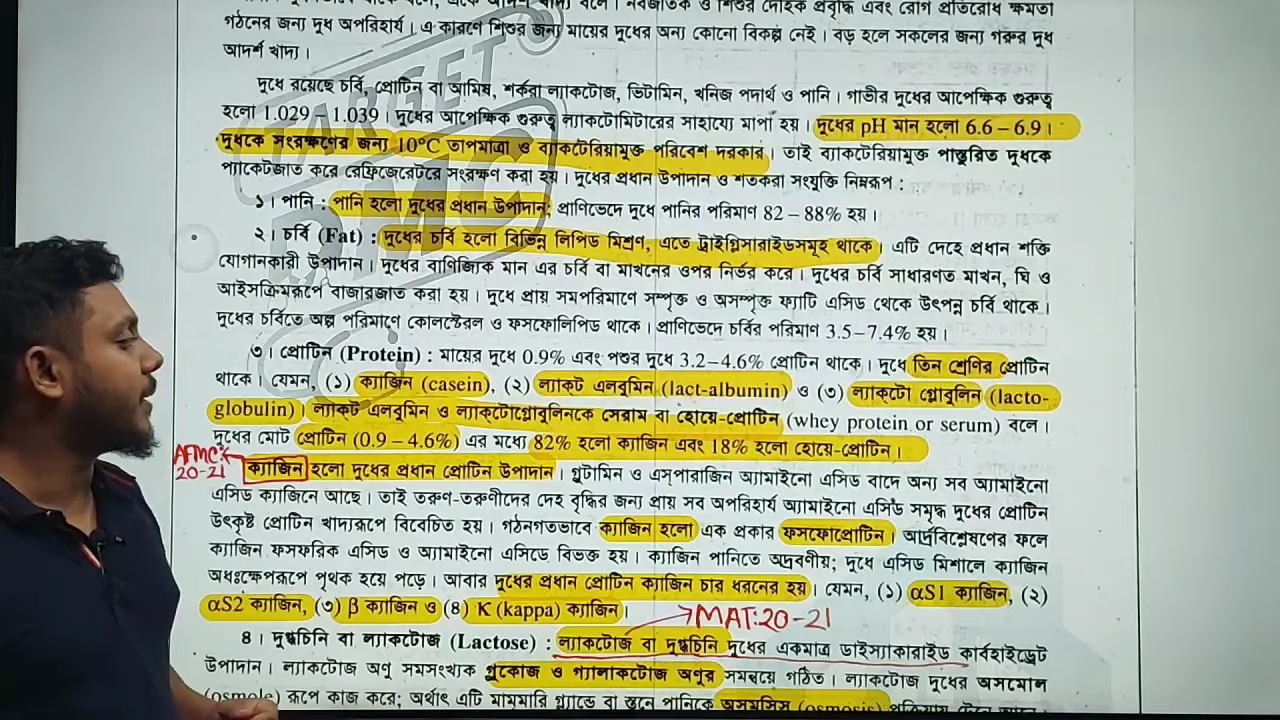 গঠনের জন্য দুধ অপরিহার্য। এ কারণে শিশুর জন্য মায়ের দুধের অন্য কোনো বিকল্প নেই। বড় হলে সকলের জন্য গরুর দুধ
আদর্শ খাদ্য।
দুধে রয়েছে চর্বি, প্রোটিন বা আমিষ, শর্করা ল্যাকটোজ, ভিটামিন, খনিজ পদার্থ ও পানি। গাভীর দুধের আপেক্ষিক গুরুত্ব
হলো 1.029 – 1.039। দুধের আপেক্ষিক গুরুত্ব ল্যাকটোমিটারের সাহায্যে মাপা হয়। দুধের pH মান হলো 6.6 – 6.9।
দুধকে সংরক্ষণের জন্য 10°C তাপমাত্রা ও ব্যাকটেরিয়ামুক্ত পরিবেশ দরকার। তাই ব্যাকটেরিয়ামুক্ত পাস্তুরিত দুধকে
প্যাকেটজাত করে রেফ্রিজেরেটরে সংরক্ষণ করা হয়। দুধের প্রধান উপাদান ও শতকরা সংযুক্তি নিম্নরূপ :
১। পানি : পানি হলো দুধের প্রধান উপাদান; প্রাণিভেদে দুধে পানির পরিমাণ 82 – 88% হয়।
২। চর্বি (Fat) : দুধের চর্বি হলো বিভিন্ন লিপিড মিশ্রণ, এতে ট্রাইগ্লিসারাইডসমূহ থাকে। এটি দেহে প্রধান শক্তি
যোগানকারী উপাদান। দুধের বাণিজ্যিক মান এর চর্বি বা মাখনের ওপর নির্ভর করে। দুধের চর্বি সাধারণত মাখন, ঘি ও
আইসক্রিমরূপে বাজারজাত করা হয়। দুধে প্রায় সমপরিমাণে সম্পৃক্ত ও অসম্পৃক্ত ফ্যাটি এসিড থেকে উৎপন্ন চর্বি থাকে।
দুধের চর্বিতে অল্প পরিমাণে কোলস্টেরল ও ফসফোলিপিড থাকে। প্রাণিভেদে চর্বির পরিমাণ 3.5–7.4% হয়।
৩। প্রোটিন (Protein) : মায়ের দুধে 0.9% এবং পশুর দুধে 3.2–4.6% প্রোটিন থাকে। দুধে তিন শ্রেণির প্রোটিন
থাকে। যেমন, (১) ক্যাজিন (casein), (২) ল্যাক্ট এলবুমিন (lact-albumin) ও (৩) ল্যাক্টো গ্লোবুলিন (lacto-
globulin)। ল্যাক্ট এলবুমিন ও ল্যাক্টোগ্লোবুলিনকে সেরাম বা হোয়ে-প্রোটিন (whey protein or serum) বলে।
দুধের মোট প্রোটিন (0.9 – 4.6%) এর মধ্যে 82% হলো ক্যাজিন এবং 18% হলো হোয়ে-প্রোটিন।
AFMC:
20-21
ক্যাজিন হলো দুধের প্রধান প্রোটিন উপাদান। গ্লুটামিন ও এস্পারাজিন অ্যামাইনো এসিড বাদে অন্য সব অ্যামাইনো
এসিড ক্যাজিনে আছে। তাই তরুণ-তরুণীদের দেহ বৃদ্ধির জন্য প্রায় সব অপরিহার্য অ্যামাইনো এসিড সমৃদ্ধ দুধের প্রোটিন
উৎকৃষ্ট প্রোটিন খাদ্যরূপে বিবেচিত হয়। গঠনগতভাবে ক্যাজিন হলো এক প্রকার ফসফোপ্রোটিন। আর্দ্রবিশ্লেষণের ফলে
ক্যাজিন ফসফরিক এসিড ও অ্যামাইনো এসিডে বিভক্ত হয়। ক্যাজিন পানিতে অদ্রবণীয়; দুধে এসিড মিশালে ক্যাজিন
অধঃক্ষেপরূপে পৃথক হয়ে পড়ে। আবার দুধের প্রধান প্রোটিন ক্যাজিন চার ধরনের হয়। যেমন, (১) αS1 ক্যাজিন, (২)
αS2 ক্যাজিন, (৩) β ক্যাজিন ও (৪) K (kappa) ক্যাজিন।
MAT:20-21
৪। দুগ্ধচিনি বা ল্যাকটোজ (Lactose) : ল্যাকটোজ বা দুগ্ধচিনি দুধের একমাত্র ডাইস্যাকারাইড কার্বহাইড্রেট
উপাদান। ল্যাকটোজ অণু সমসংখ্যক গ্লুকোজ ও গ্যালাকটোজ অণুর সমন্বয়ে গঠিত। ল্যাকটোজ দুধের অসমোল
(osmole) রূপে কাজ করে; অর্থাৎ এটি মামমারি গ্ল্যান্ডে বা স্তনে পানিকে অসমসিস (osmosis)
TARGET
DMC